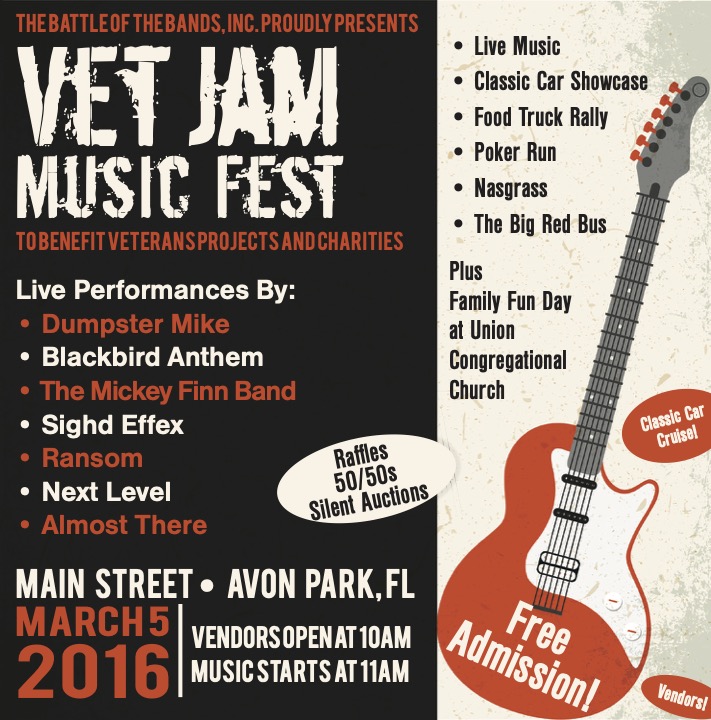 THE BATTLE OF THE BANDS, INC. PROUDLY PRESENTS
VET JAM
MUSIC FEST
TO BENEFIT VETERANS PROJECTS AND CHARITIES
Live Performances By:
• Dumpster Mike
• Blackbird Anthem
• The Mickey Finn Band
• Sighd Effex
• Ransom
• Next Level
• Almost There
Raffles
50/50s
Silent Auctions
MAIN STREET • AVON PARK, FL
MARCH 5
2016
VENDORS OPEN AT 10AM
MUSIC STARTS AT 11AM
• Live Music
• Classic Car Showcase
• Food Truck Rally
• Poker Run
• Nasgrass
• The Big Red Bus
Plus
Family Fun Day
at Union
Congregational
Church
Classic Car
Cruise!
Free
Admission!
Vendors!